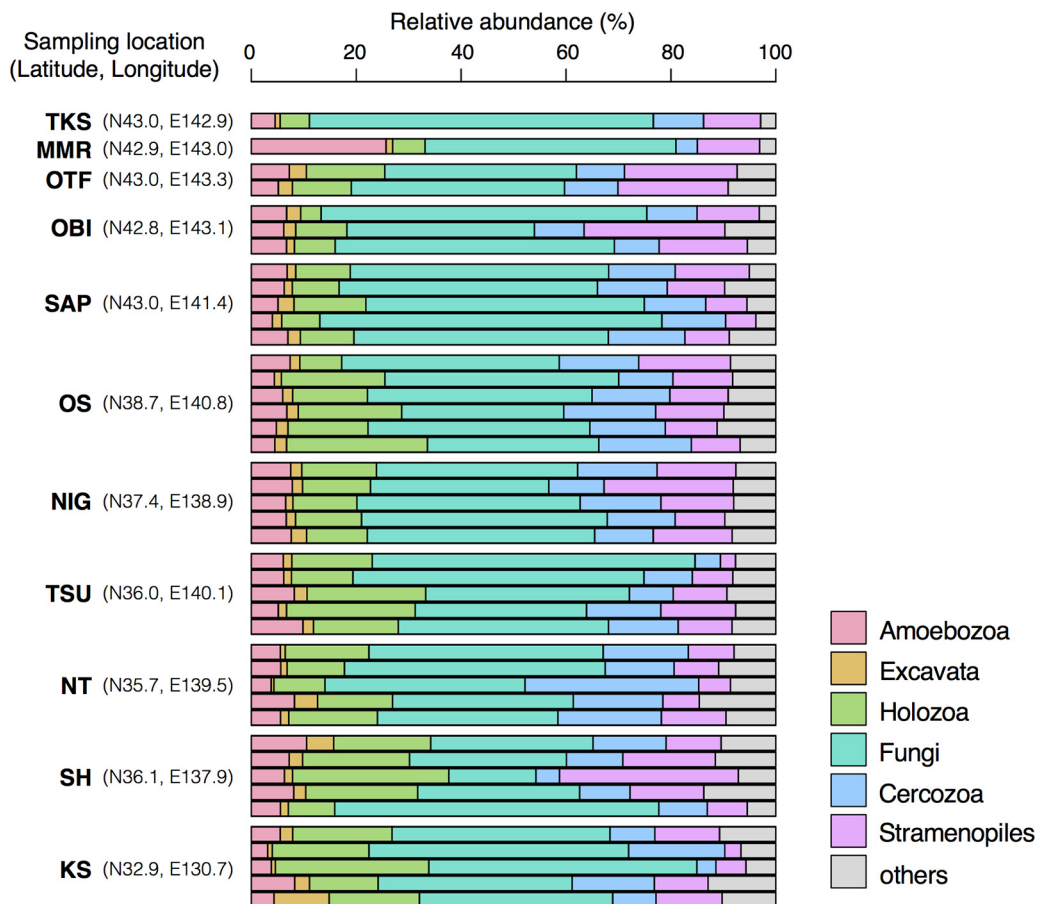 Relative abundance (%)
Sampling location
(Latitude, Longitude)
0 20 40 60 80 100
TKS (N43.0, E142.9)
MMR (N42.9, E143.0)
OTF (N43.0, E143.3)
OBI (N42.8, E143.1)
SAP (N43.0, E141.4)
OS (N38.7, E140.8)
NIG (N37.4, E138.9)
TSU (N36.0, E140.1)
NT (N35.7, E139.5)
SH (N36.1, E137.9)
KS (N32.9, E130.7)
Amoebozoa
Excavata
Holozoa
Fungi
Cercozoa
Stramenopiles
others